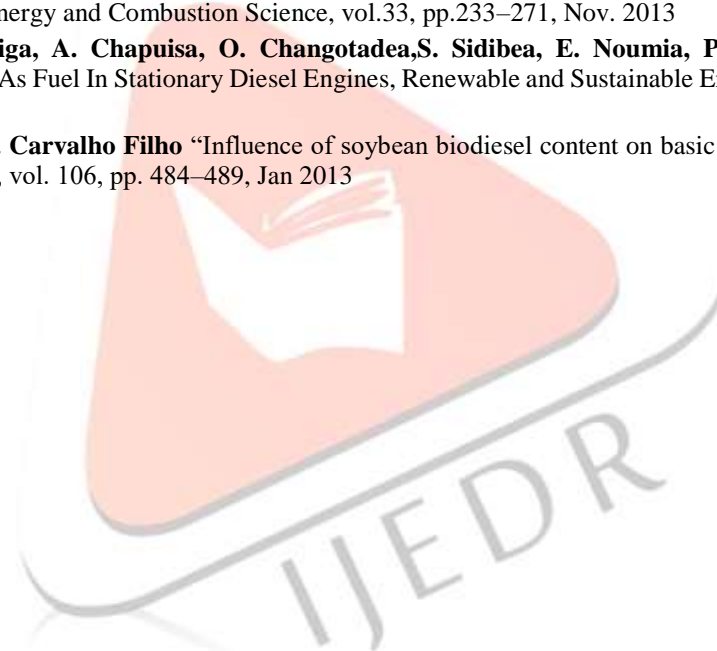 nergy and Combustion Science, vol.33, pp.233–271, Nov. 2013
iga, A. Chapuisa, O. Changotadea,S. Sidibea, E. Noumia, P
As Fuel In Stationary Diesel Engines, Renewable and Sustainable E
. Carvalho Filho “Influence of soybean biodiesel content on basic
, vol. 106, pp. 484–489, Jan 2013
IJEDR